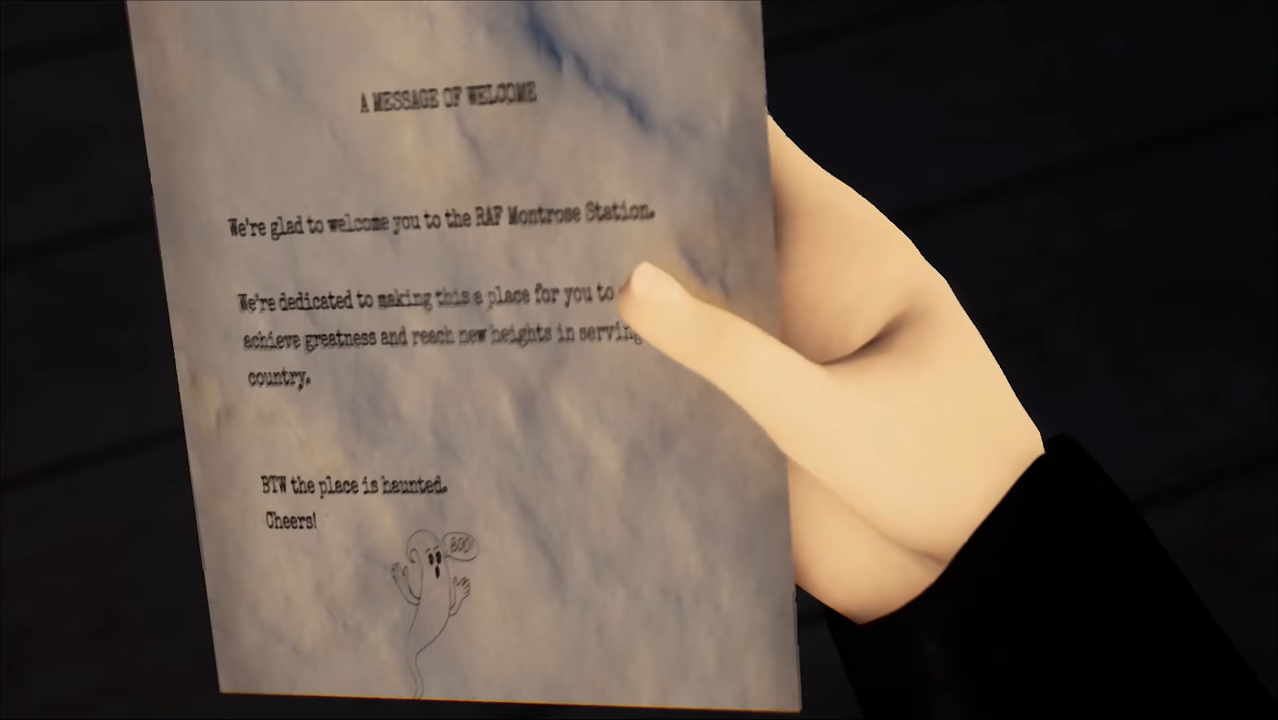 A MESSAGE OF WELCOME
We're glad to welcome you to the RAF Montrose Station.
We're dedicated to making this a place for you to
achieve greatness and reach new heights in serving
country.
BTW the place is haunted.
Cheers!
BOO!